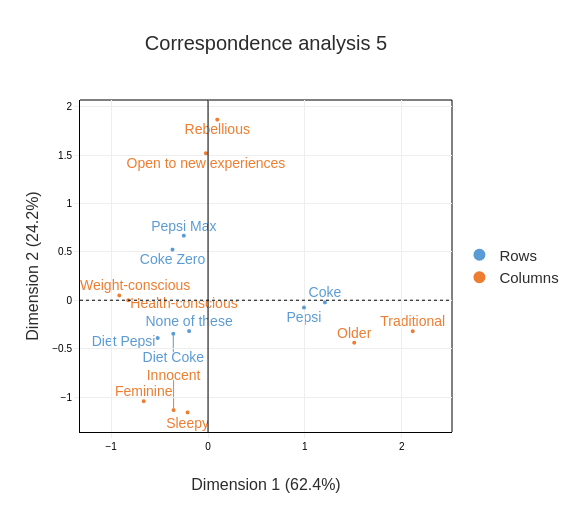 Correspondence analysis 5
2
Rebellious
1.5
Open to new experiences
1
Pepsi Max
0.5
Coke Zero
Rows
Columns
Weight-conscious
Coke
0
Health-conscious
None of these
Pepsi
Traditional
Older
Diet Pepsi
−0.5
Diet Coke
Innocent
Feminine
−1
Sleepy
−1
0
1
2
Dimension 1 (62.4%)
Dimension 2 (24.2%)